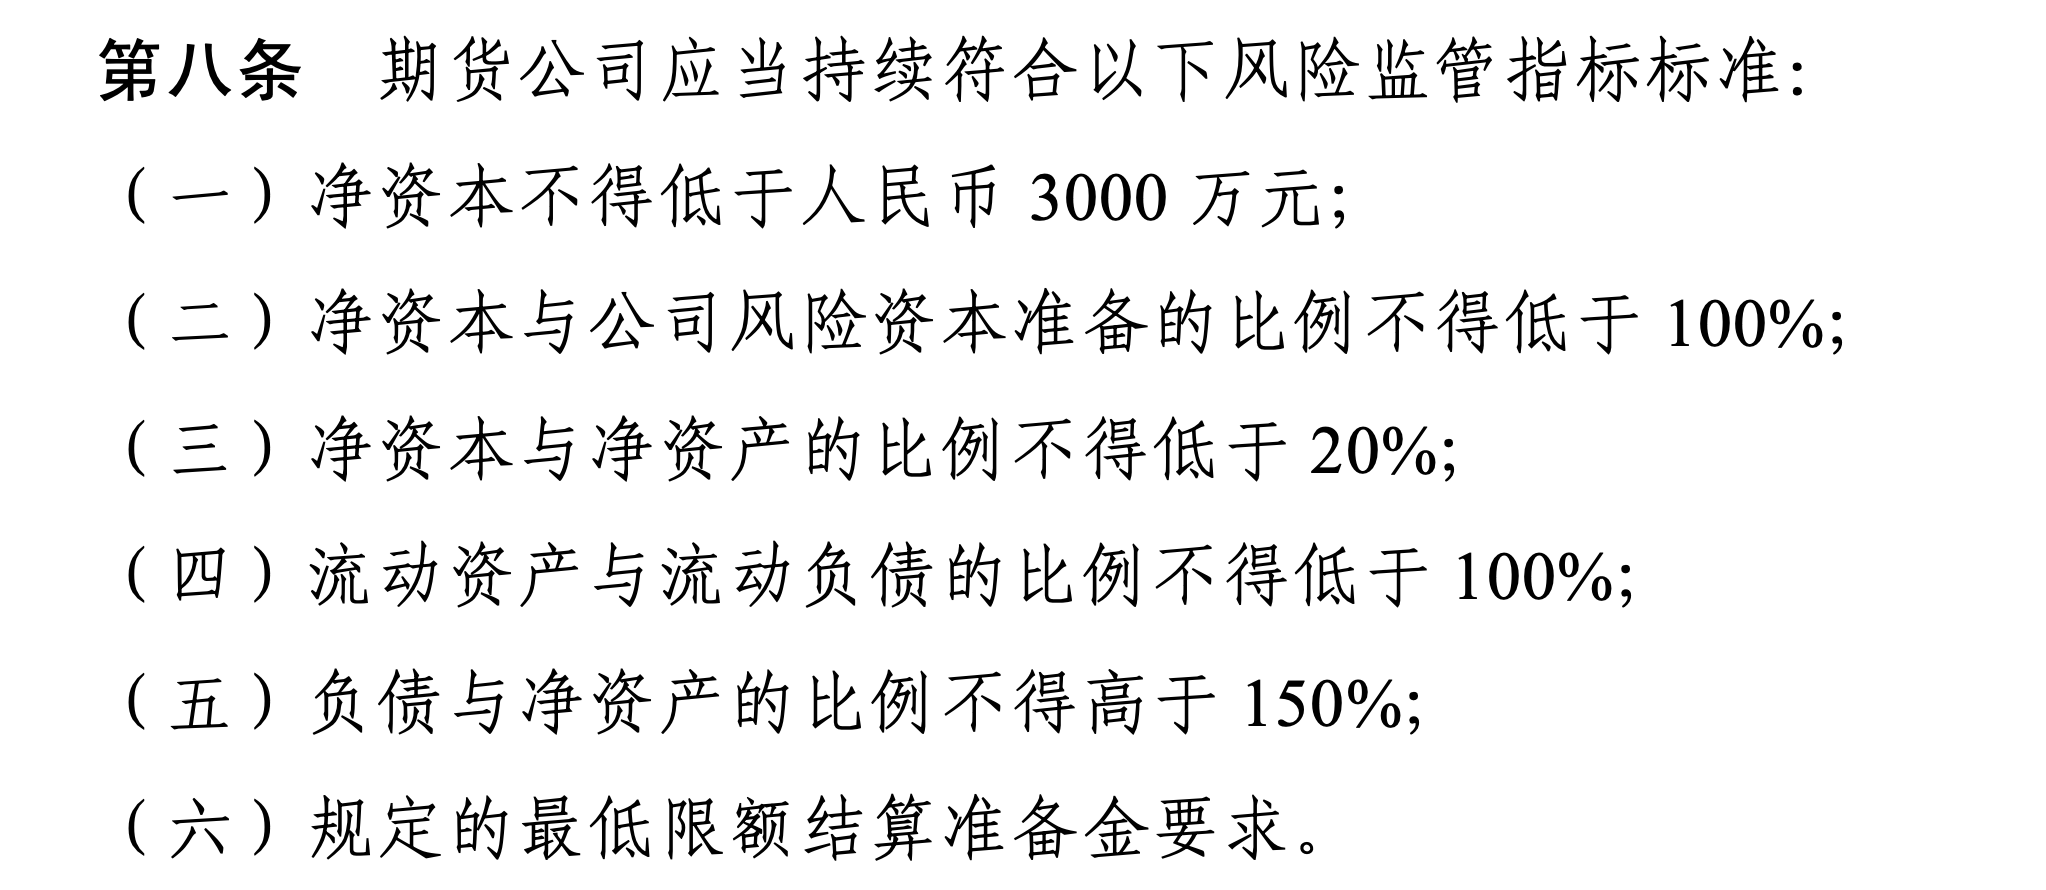 第八条　期货公司应当持续符合以下风险监管指标标准：
（一）净资本不得低于人民币 3000 万元；
（二）净资本与公司风险资本准备的比例不得低于 100%；
（三）净资本与净资产的比例不得低于 20%；
（四）流动资产与流动负债的比例不得低于 100%；
（五）负债与净资产的比例不得高于 150%；
（六）规定的最低限额结算准备金要求。